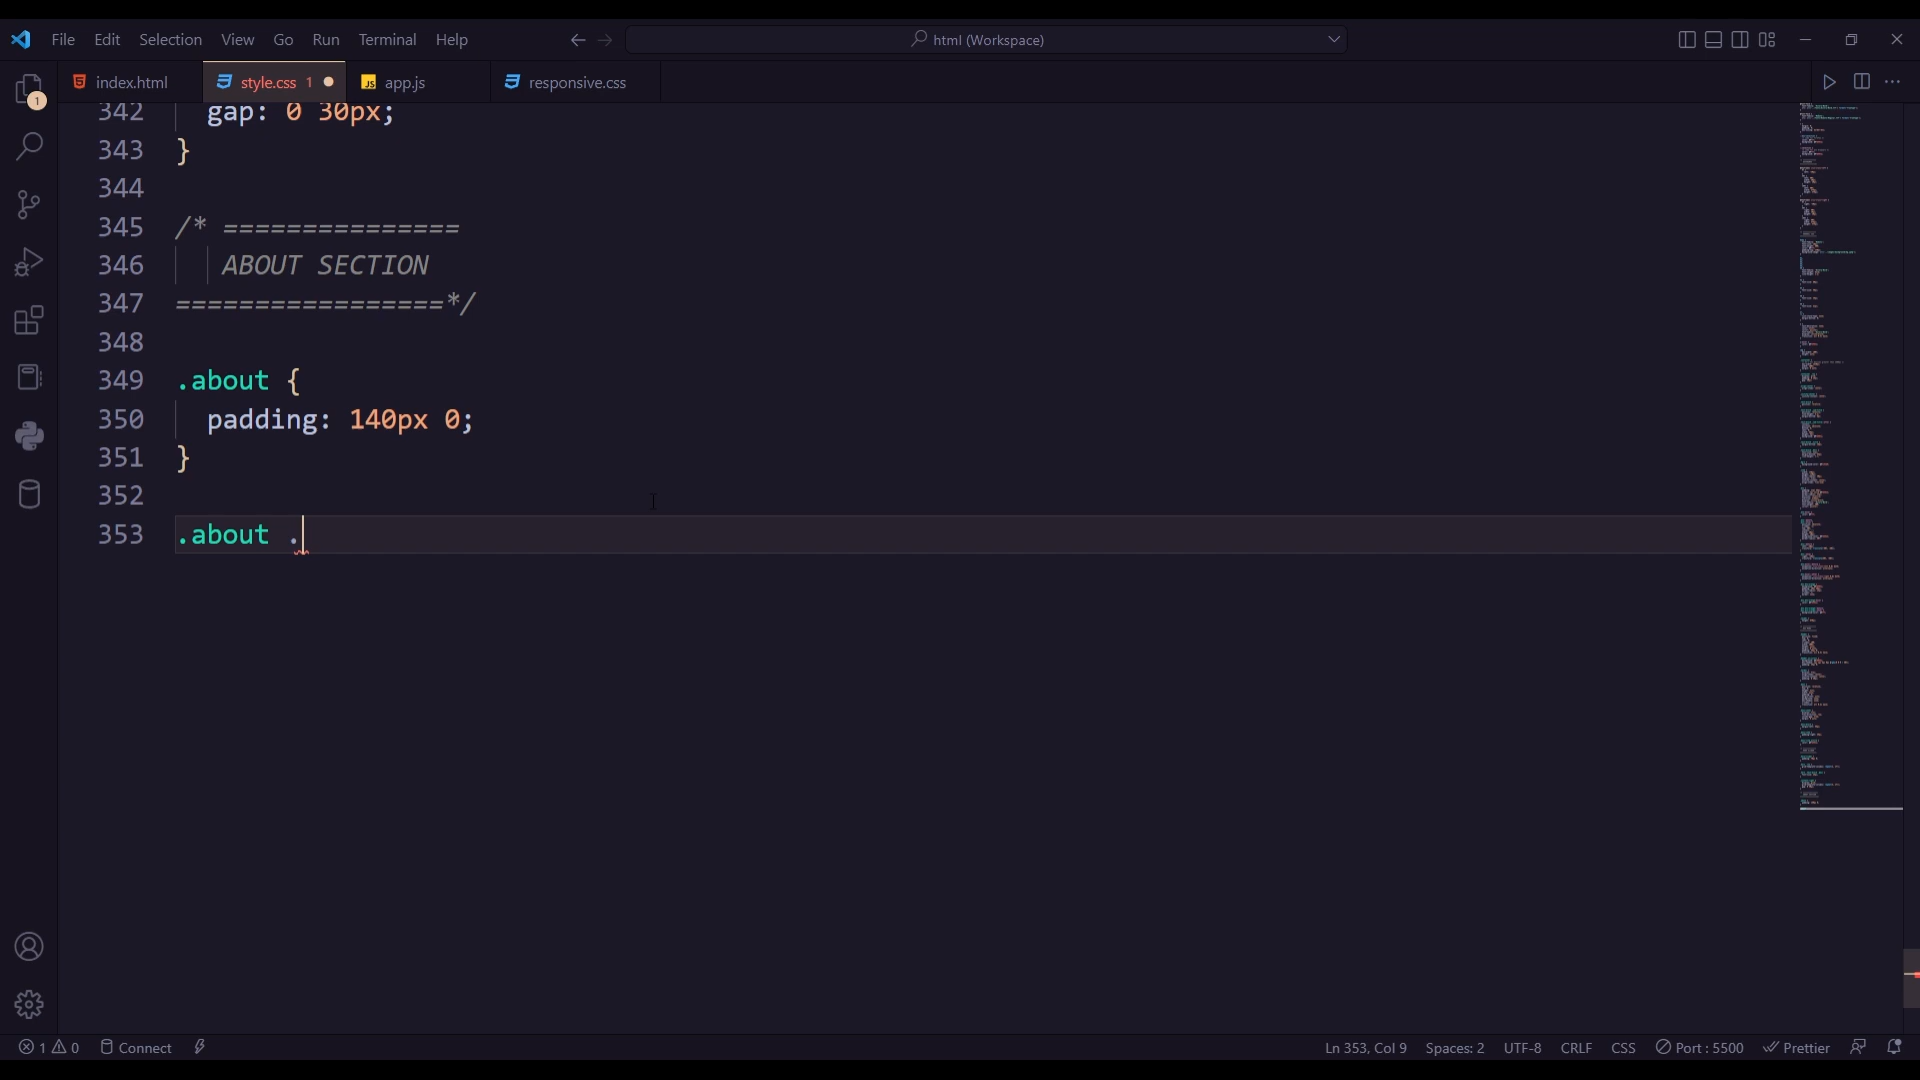 File Edit Selection View Go Run Terminal Help
html (Workspace)
index.html style.css 1 app.js responsive.css
1
342 gap: 0 30px;
343 }
344
345 /* ===============
346 ABOUT SECTION
347 =================*/
348
349 .about {
350 padding: 140px 0;
351 }
352
353 .about .
1 0 Connect Ln 353, Col 9 Spaces: 2 UTF-8 CRLF CSS Port : 5500 Prettier